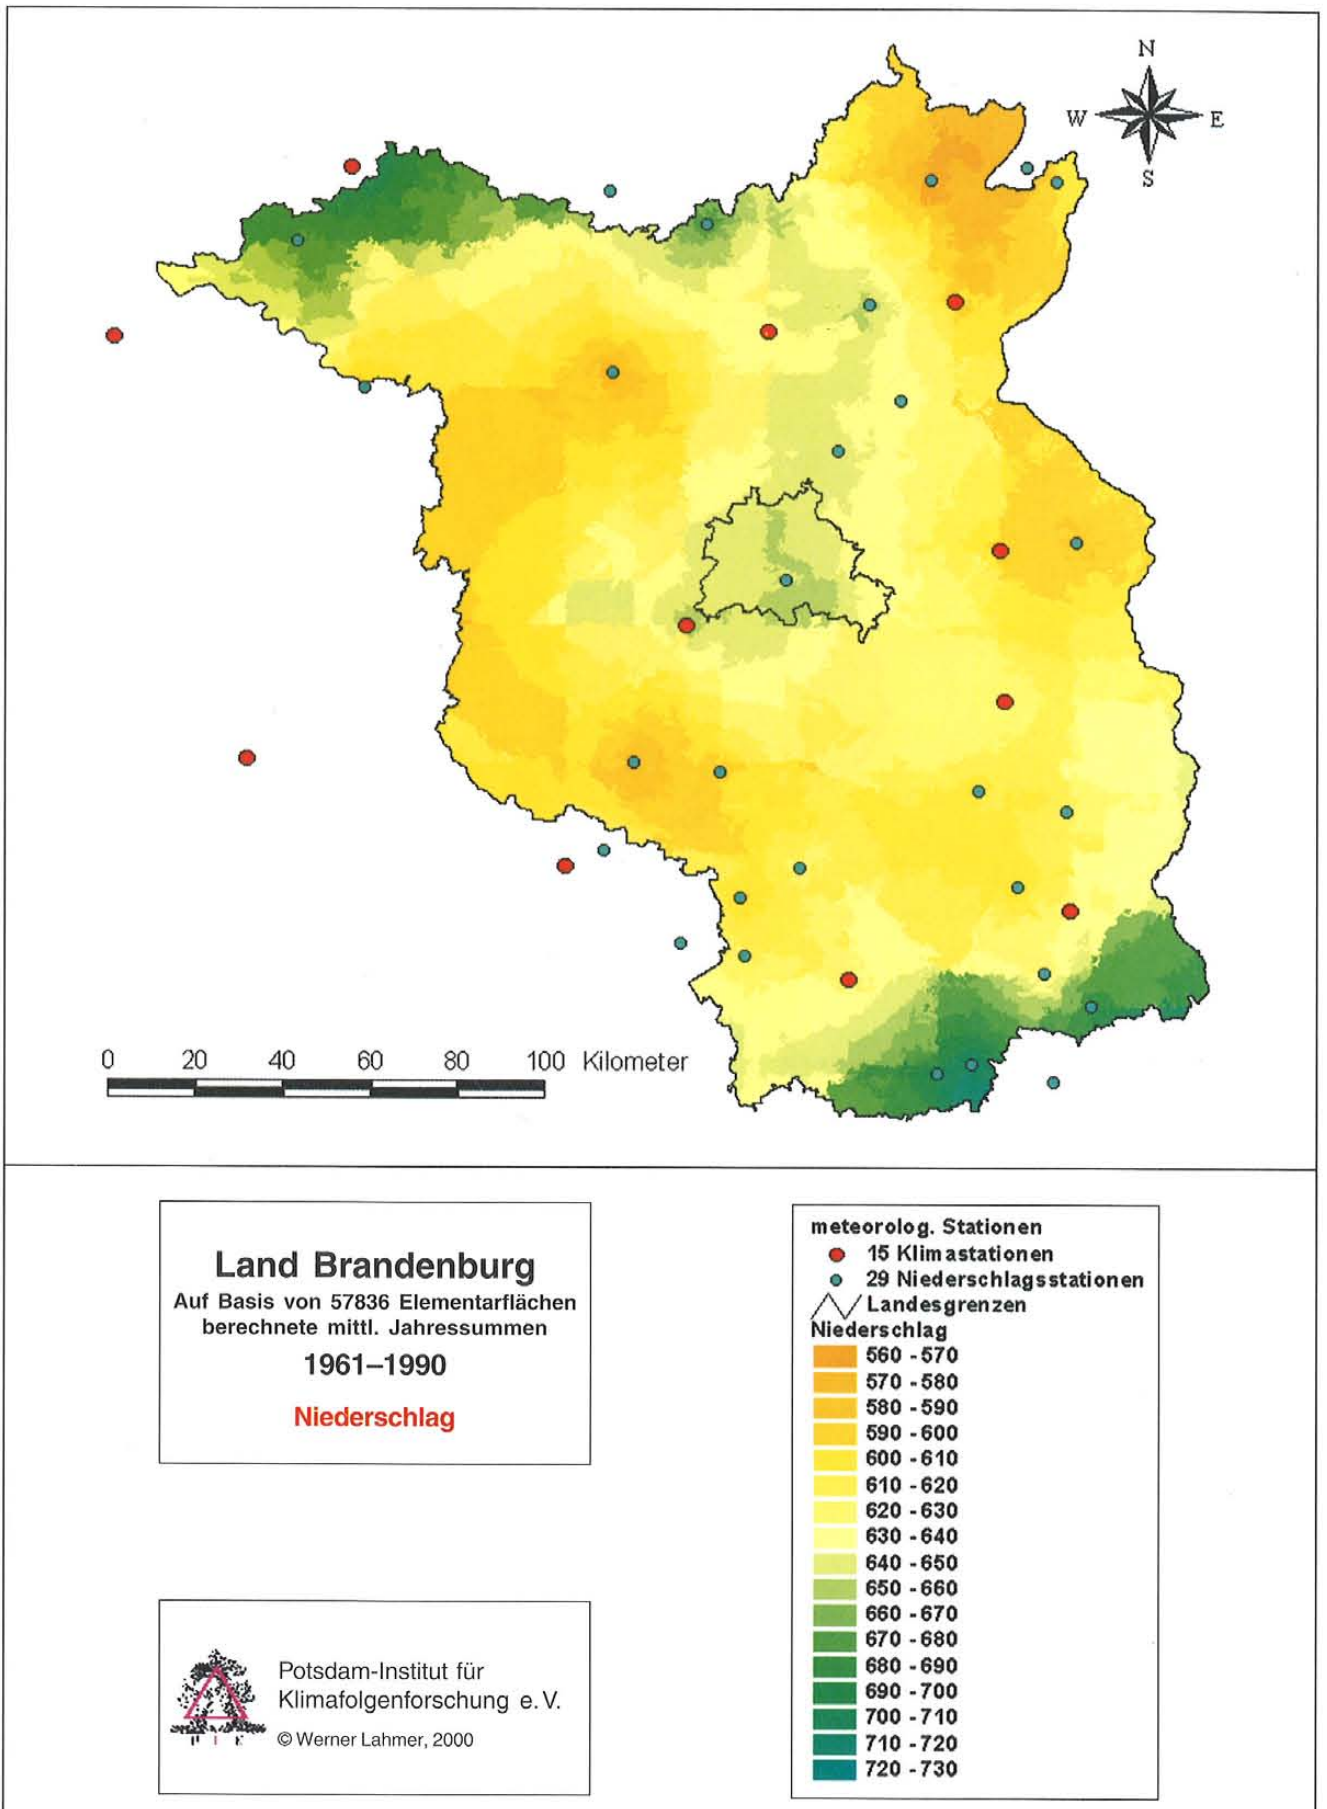 N
W E
S
0 20 40 60 80 100 Kilometer
Land Brandenburg
Auf Basis von 57836 Elementarflächen
berechnete mittl. Jahressummen
1961–1990
Niederschlag
Potsdam-Institut für
Klimafolgenforschung e. V.
© Werner Lahmer, 2000
meteorolog. Stationen
15 Klimastationen
29 Niederschlagsstationen
Landesgrenzen
Niederschlag
560 - 570
570 - 580
580 - 590
590 - 600
600 - 610
610 - 620
620 - 630
630 - 640
640 - 650
650 - 660
660 - 670
670 - 680
680 - 690
690 - 700
700 - 710
710 - 720
720 - 730